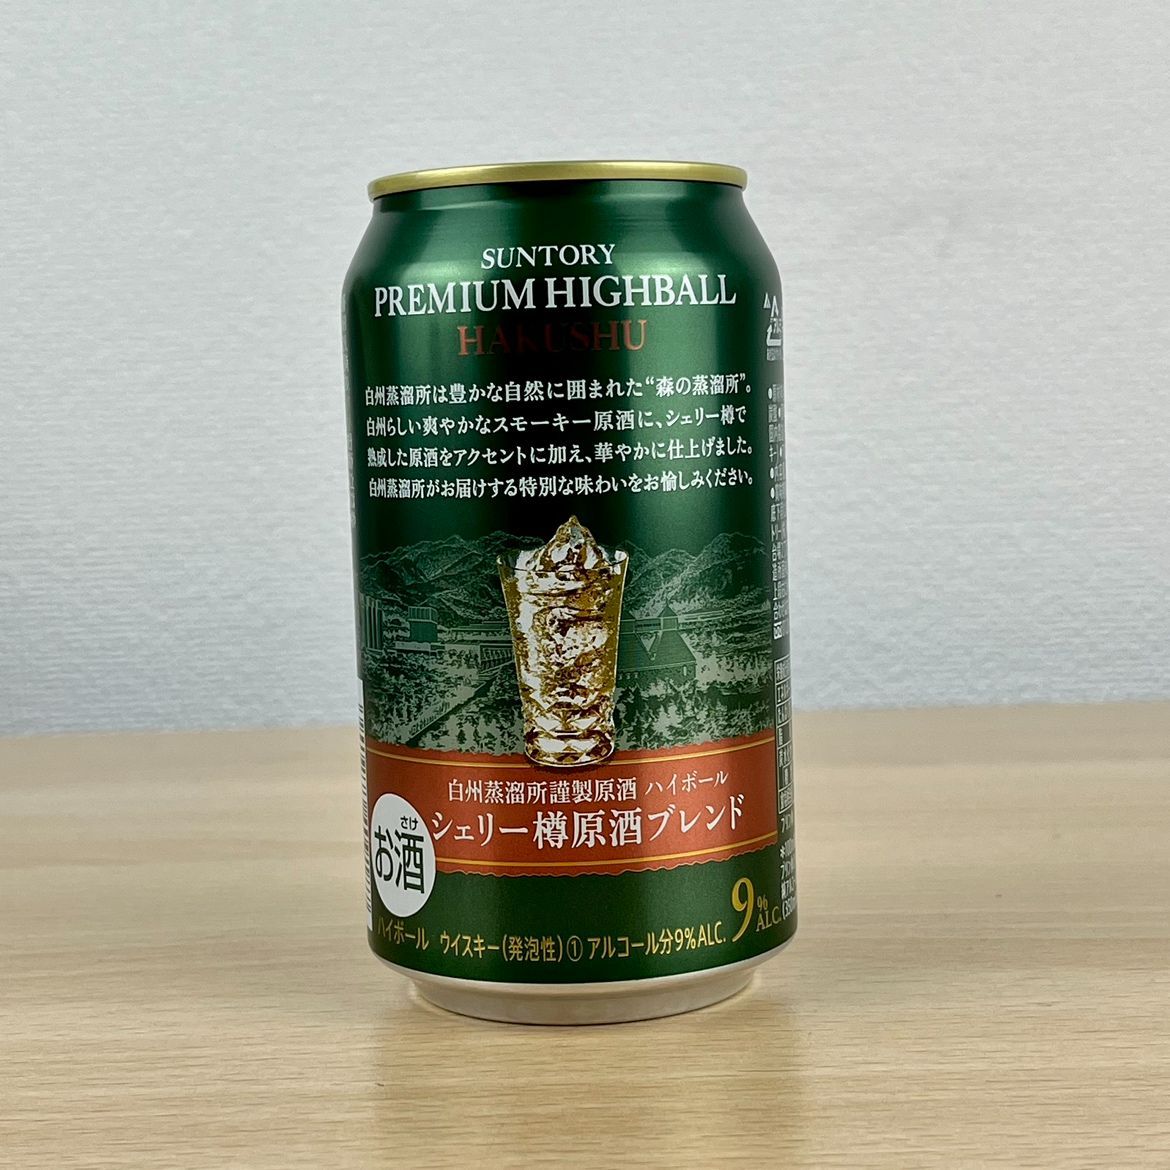 SUNTORY
PREMIUM HIGHBALL
HAKUSHU
白州蒸溜所は豊かな自然に囲まれた“森の蒸溜所”。
白州らしい爽やかなスモーキー原酒に、シェリー樽で
熟成した原酒をアクセントに加え、華やかに仕上げました。
白州蒸溜所がお届けする特別な味わいをお愉しみください。
白州蒸溜所謹製原酒 ハイボール
シェリー樽原酒ブレンド
さけ
お酒
9%
ALC.
ハイボール ウイスキー(発泡性)① アルコール分9%ALC.